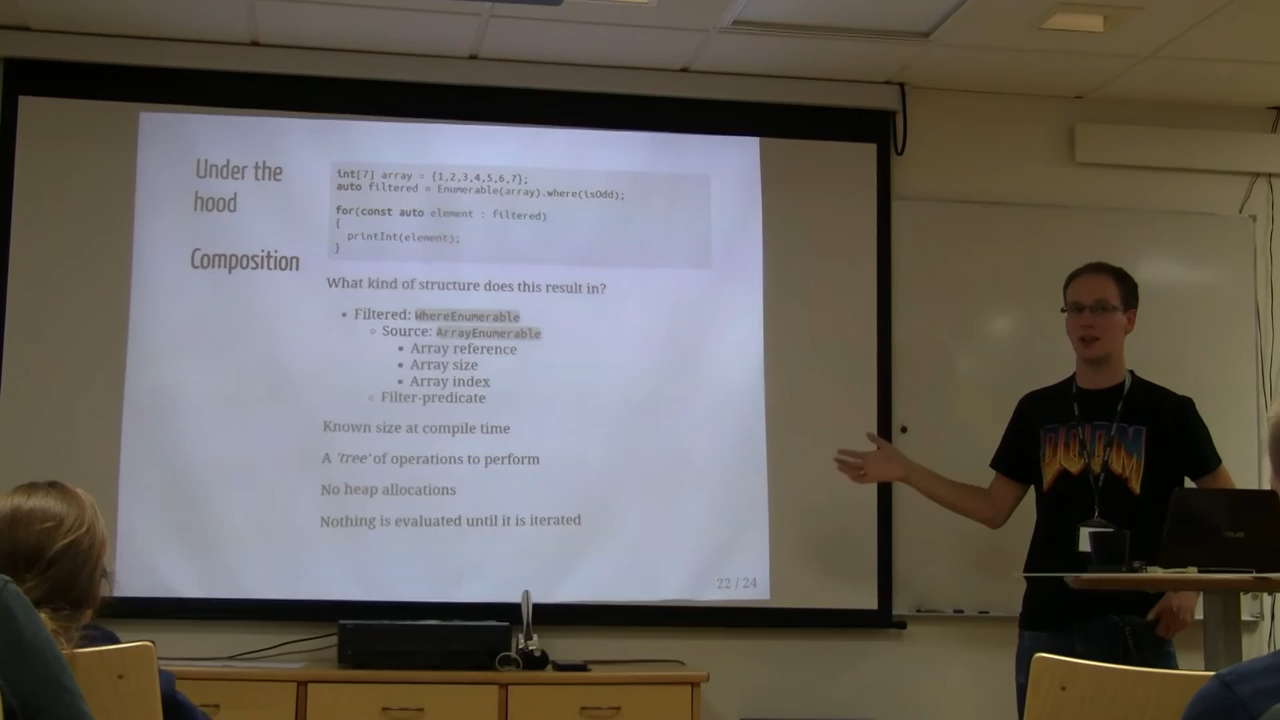 Under the
hood
Composition
int[7] array = {1,2,3,4,5,6,7};
auto filtered = Enumerable(array).where(isOdd);
for(const auto element : filtered)
{
printInt(element);
}
What kind of structure does this result in?
• Filtered: WhereEnumerable
◦ Source: ArrayEnumerable
▪ Array reference
▪ Array size
▪ Array index
◦ Filter-predicate
Known size at compile time
A 'tree' of operations to perform
No heap allocations
Nothing is evaluated until it is iterated
22 / 24
DOOM